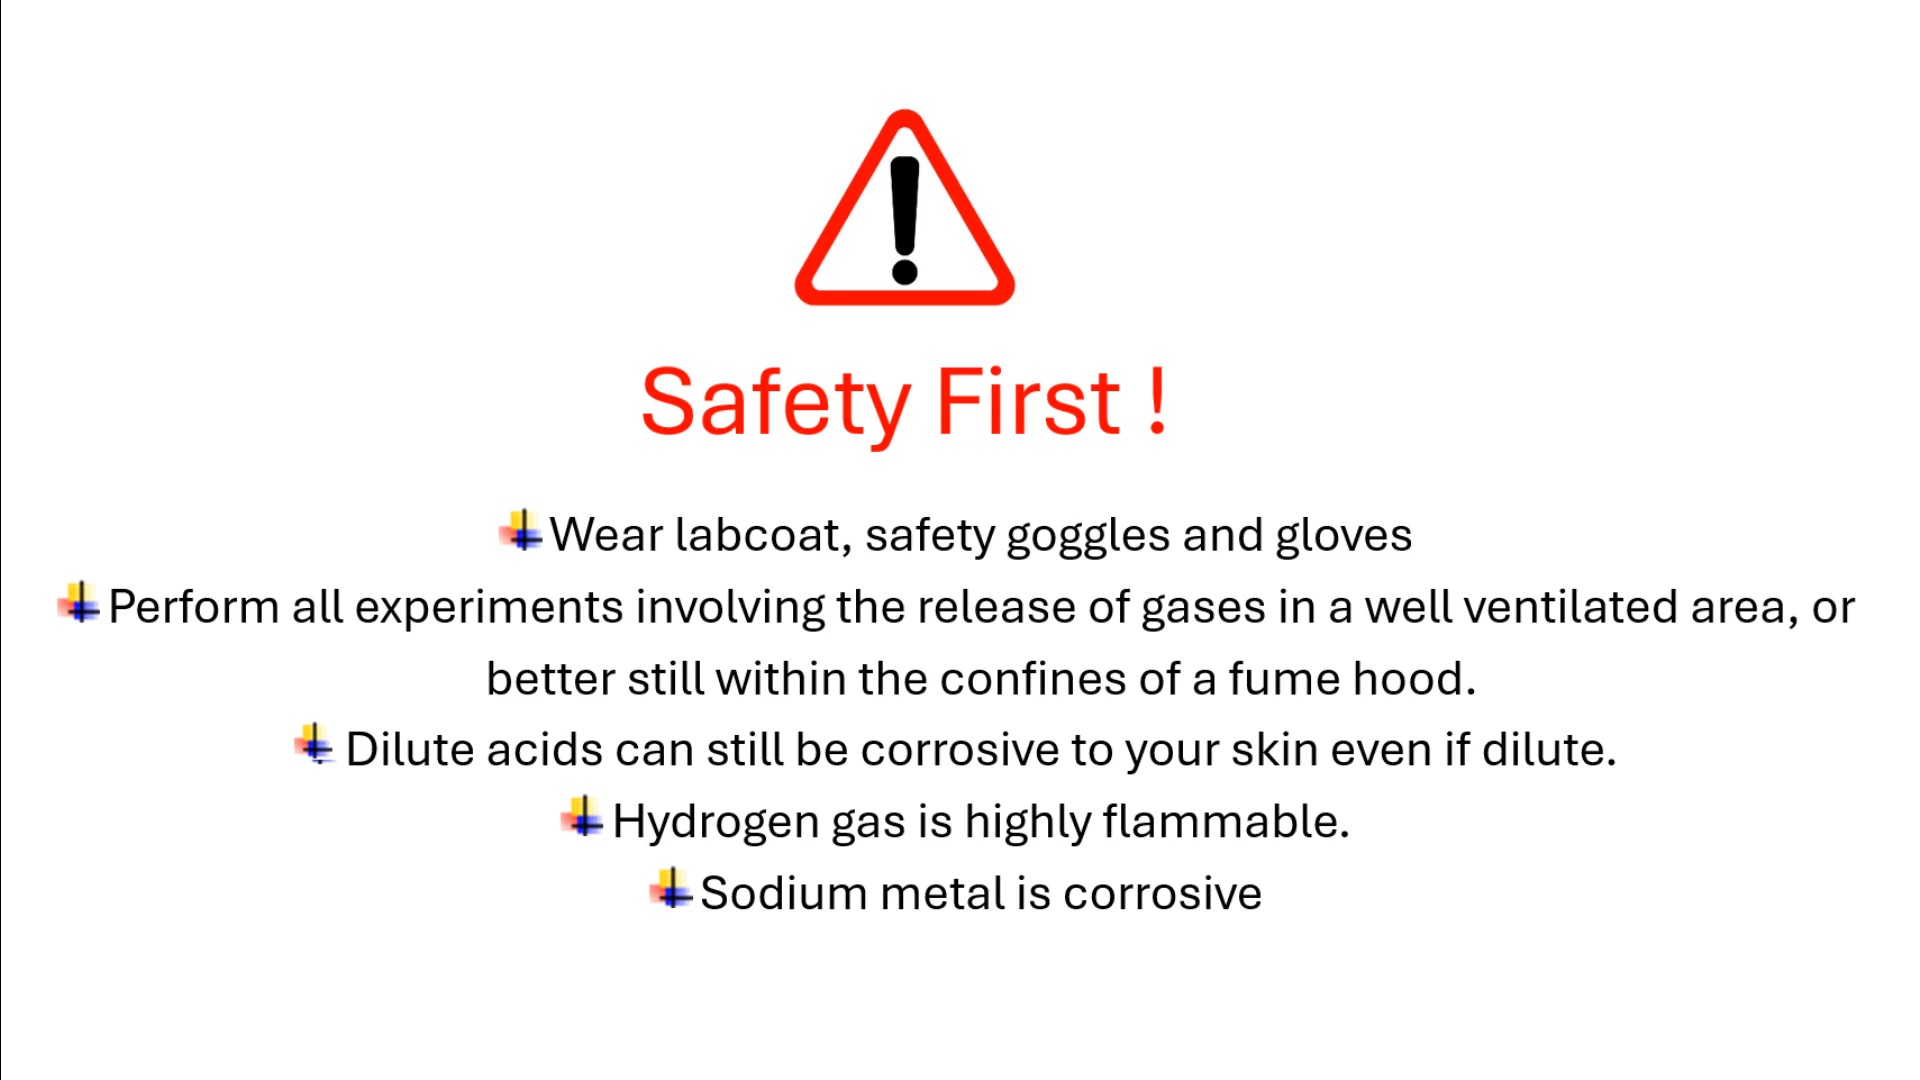 Safety First !
Wear labcoat, safety goggles and gloves
Perform all experiments involving the release of gases in a well ventilated area, or
better still within the confines of a fume hood.
Dilute acids can still be corrosive to your skin even if dilute.
Hydrogen gas is highly flammable.
Sodium metal is corrosive